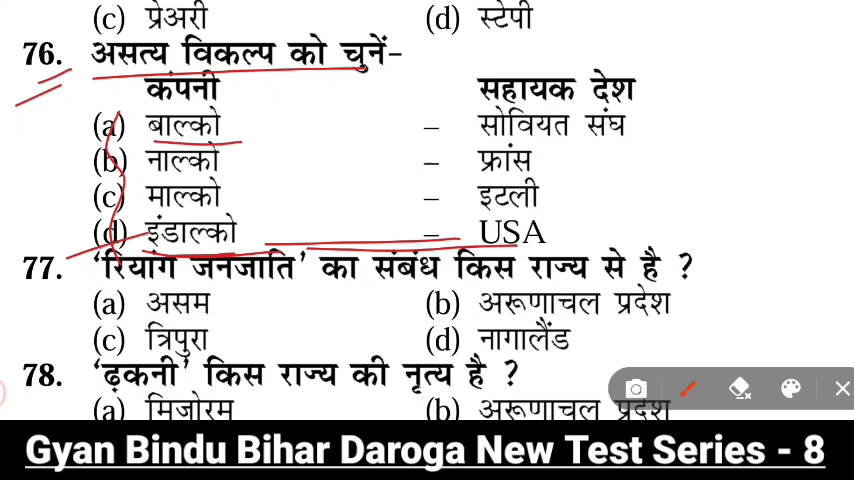 (c) प्रेअरी (d) स्टेपी
76. असत्य विकल्प को चुनें–
कंपनी सहायक देश
(a) बाल्को – सोवियत संघ
(b) नाल्को – फ्रांस
(c) माल्को – इटली
(d) इंडाल्को – USA
77. ‘रियांग जनजाति’ का संबंध किस राज्य से है ?
(a) असम (b) अरूणाचल प्रदेश
(c) त्रिपुरा (d) नागालैंड
78. ‘ढ़कनी’ किस राज्य की नृत्य है ?
(a) मिजोरम (b) अरूणाचल प्रदेश
Gyan Bindu Bihar Daroga New Test Series - 8